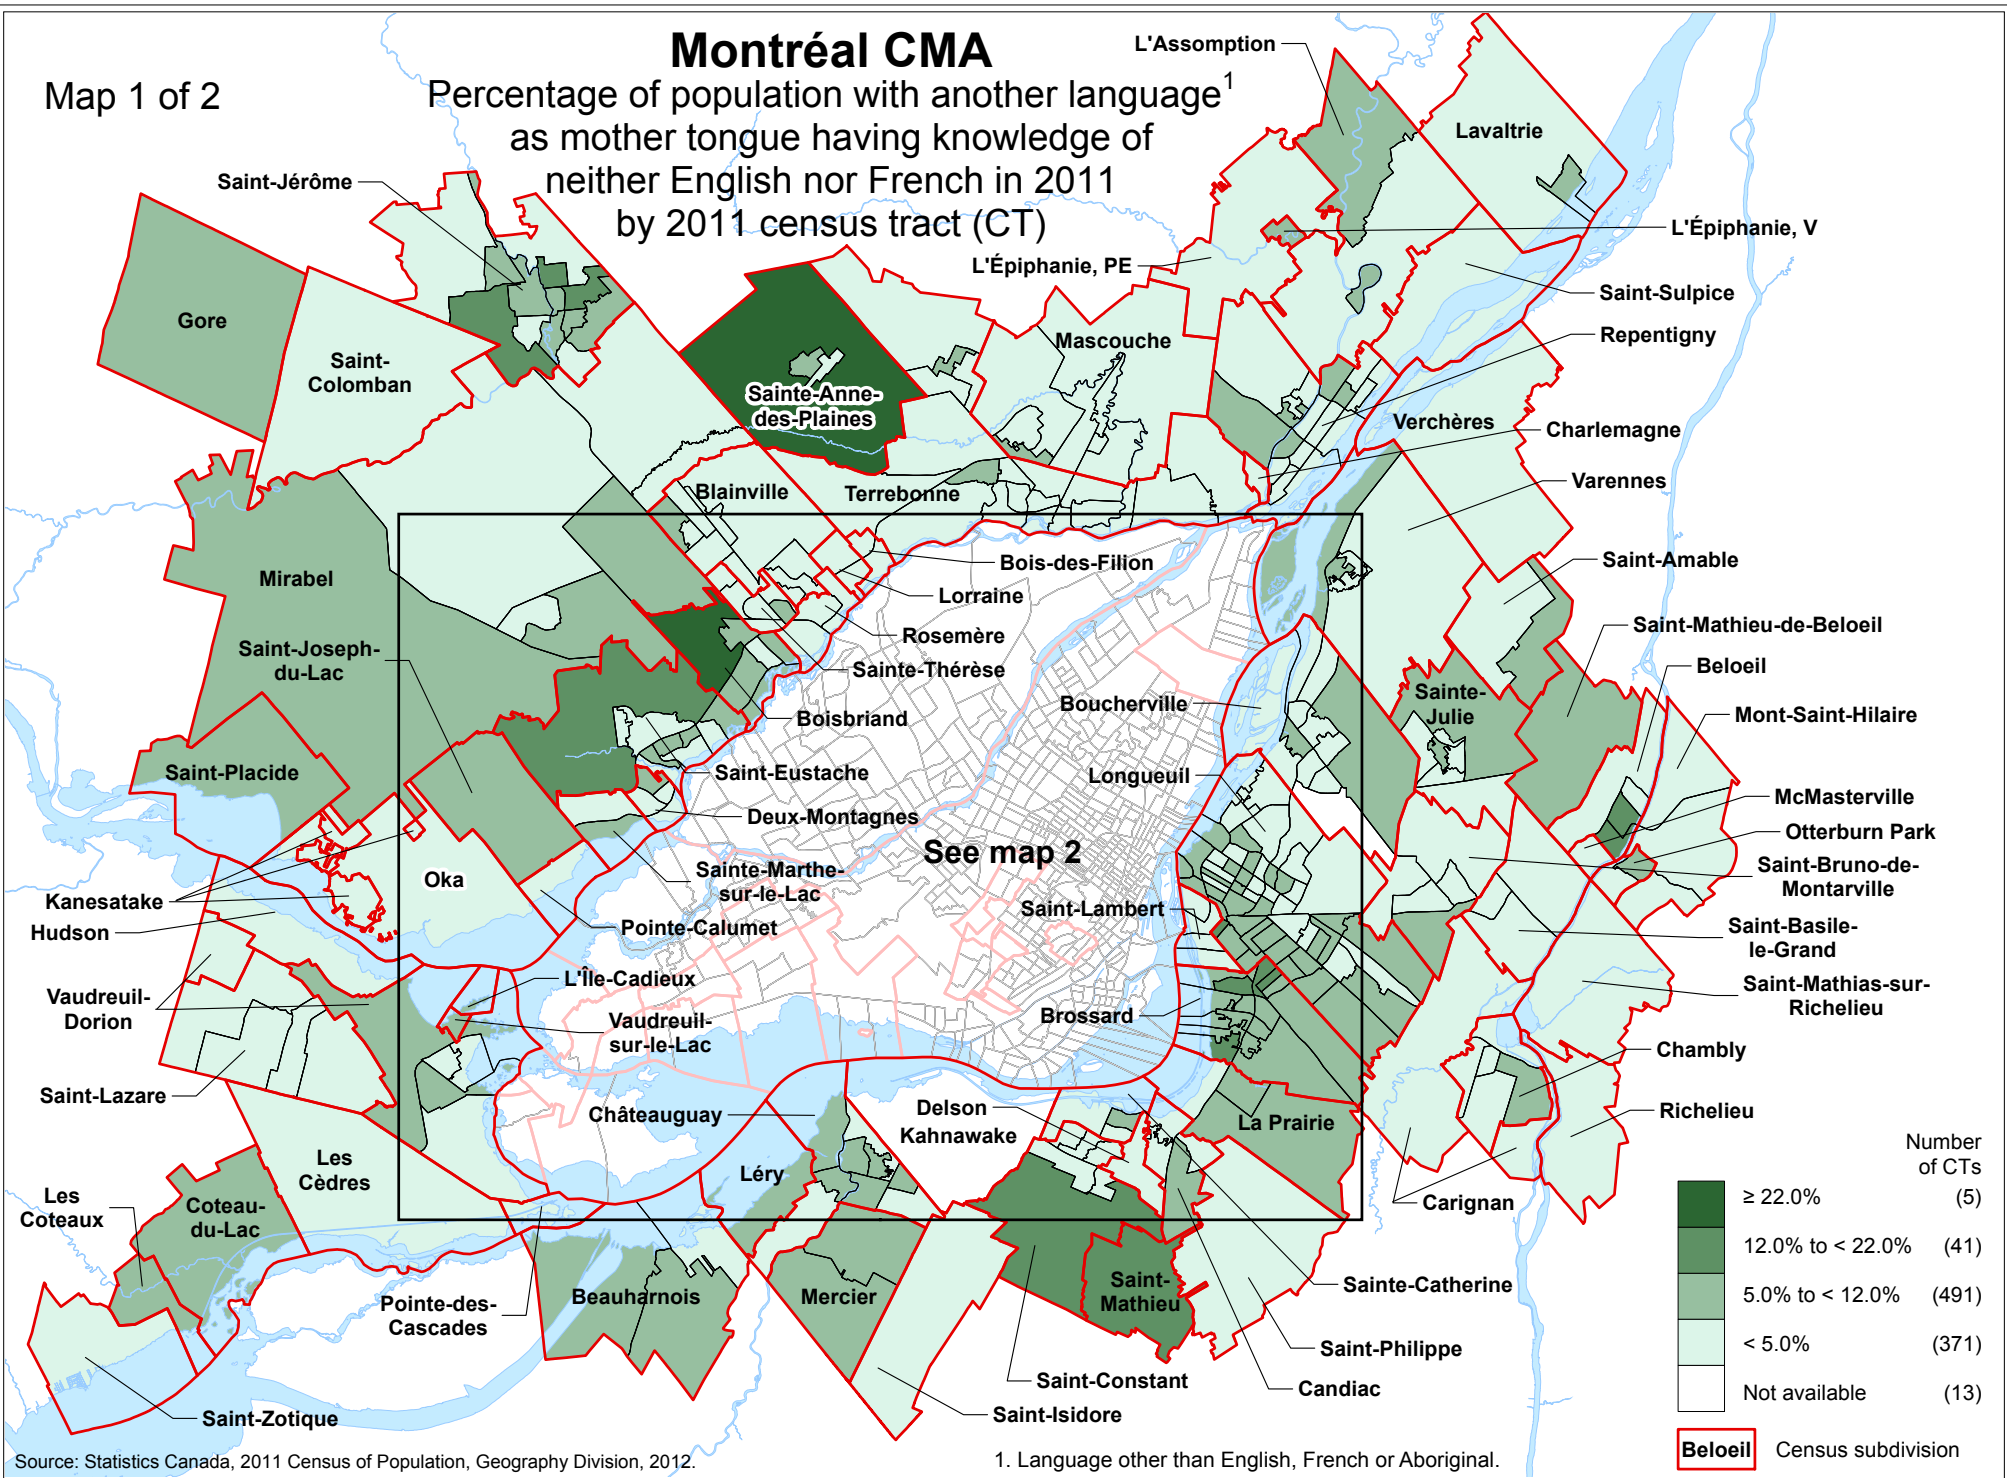 Montréal CMA
Map 1 of 2
Percentage of population with another language1
as mother tongue having knowledge of
neither English nor French in 2011
by 2011 census tract (CT)
L'Assomption
Lavaltrie
Saint-Jérôme
L'Épiphanie, V
L'Épiphanie, PE
Saint-Sulpice
Gore
Repentigny
Saint-
Colomban
Mascouche
Sainte-Anne-
des-Plaines
Verchères
Charlemagne
Varennes
Blainville
Terrebonne
Mirabel
Bois-des-Filion
Saint-Amable
Lorraine
Rosemère
Saint-Mathieu-de-Beloeil
Saint-Joseph-
du-Lac
Sainte-Thérèse
Beloeil
Boucherville
Sainte-
Julie
Boisbriand
Mont-Saint-Hilaire
Saint-Placide
Saint-Eustache
Longueuil
McMasterville
Deux-Montagnes
Otterburn Park
See map 2
Sainte-Marthe-
sur-le-Lac
Saint-Bruno-de-
Montarville
Oka
Kanesatake
Hudson
Saint-Lambert
Pointe-Calumet
Saint-Basile-
le-Grand
L'Île-Cadieux
Vaudreuil-
Dorion
Saint-Mathias-sur-
Richelieu
Brossard
Vaudreuil-
sur-le-Lac
Chambly
Saint-Lazare
Châteauguay
Delson
Kahnawake
La Prairie
Richelieu
Les
Cèdres
Léry
Les
Coteaux
Coteau-
du-Lac
Carignan
Pointe-des-
Cascades
Beauharnois
Mercier
Saint-
Mathieu
Sainte-Catherine
Saint-Philippe
Saint-Constant
Candiac
Saint-Isidore
Saint-Zotique
Number
of CTs
≥ 22.0% (5)
12.0% to < 22.0% (41)
5.0% to < 12.0% (491)
< 5.0% (371)
Not available (13)
Beloeil Census subdivision
Source: Statistics Canada, 2011 Census of Population, Geography Division, 2012.
1. Language other than English, French or Aboriginal.